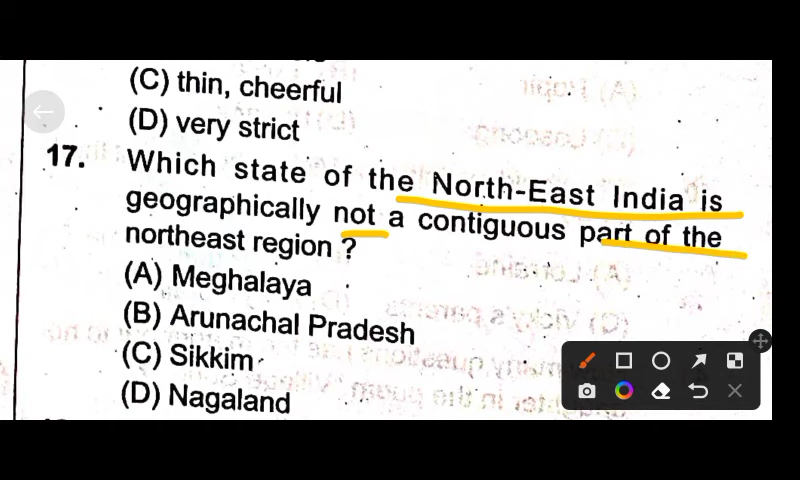 (C) thin, cheerful
(D) very strict
17. Which state of the North-East India is
geographically not a contiguous part of the
northeast region ?
(A) Meghalaya
(B) Arunachal Pradesh
(C) Sikkim
(D) Nagaland